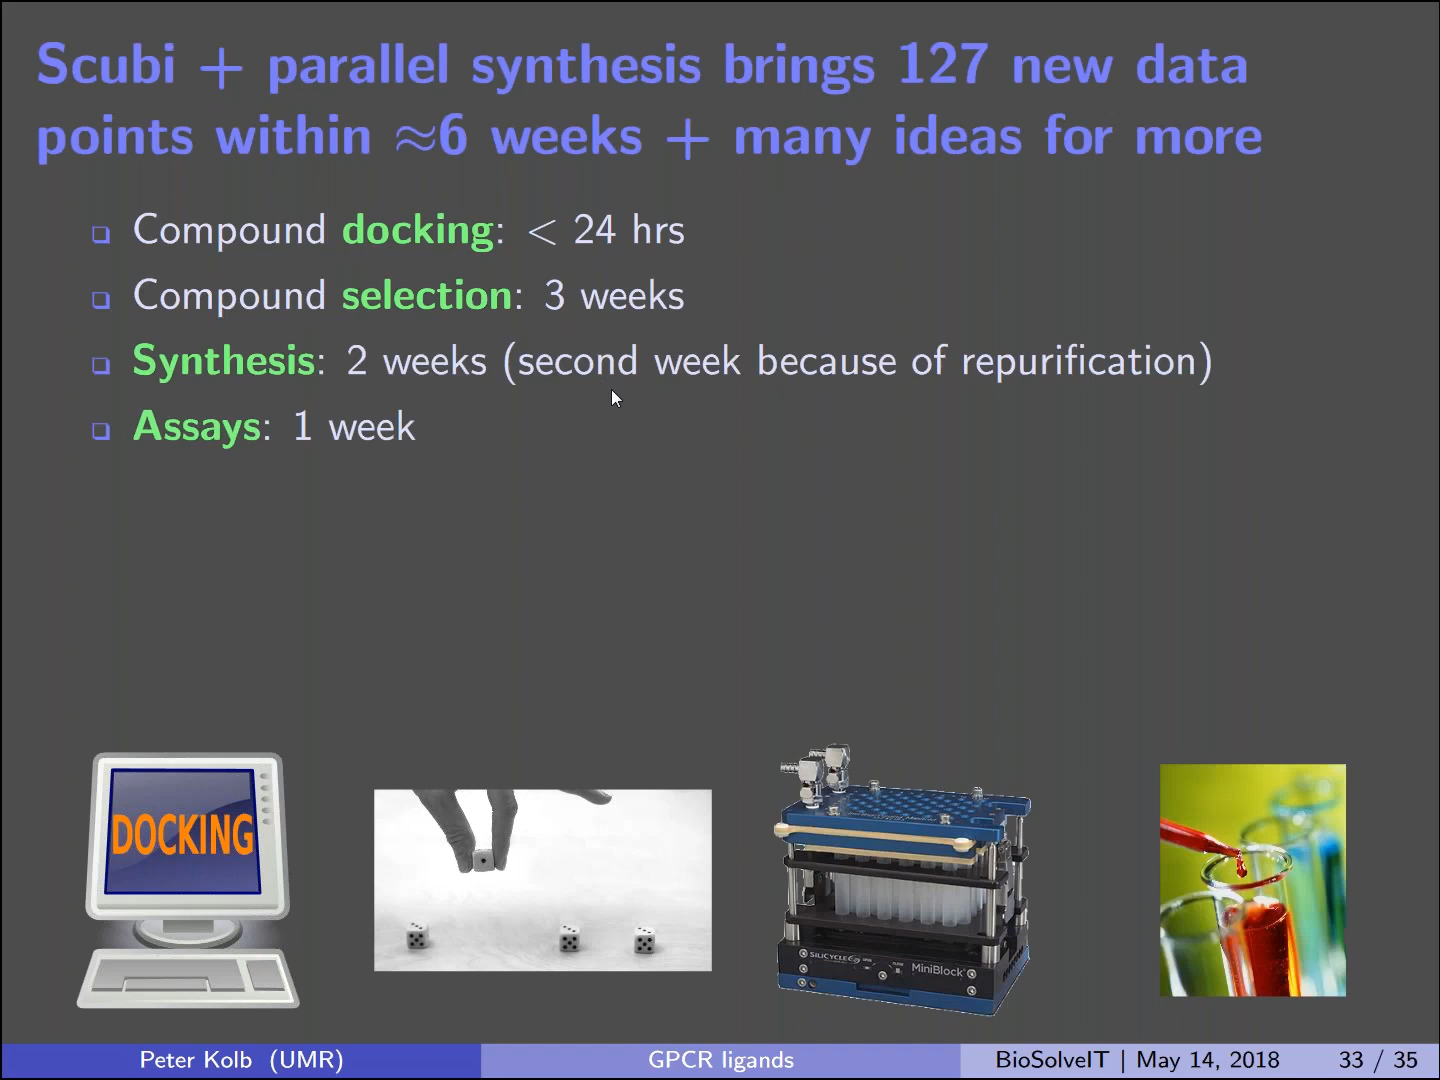 Scubi + parallel synthesis brings 127 new data
points within ≈6 weeks + many ideas for more
Compound docking: < 24 hrs
Compound selection: 3 weeks
Synthesis: 2 weeks (second week because of repurification)
Assays: 1 week
DOCKING
SILICYCLE
MiniBlock
Peter Kolb (UMR)
GPCR ligands
BioSolveIT | May 14, 2018
33 / 35